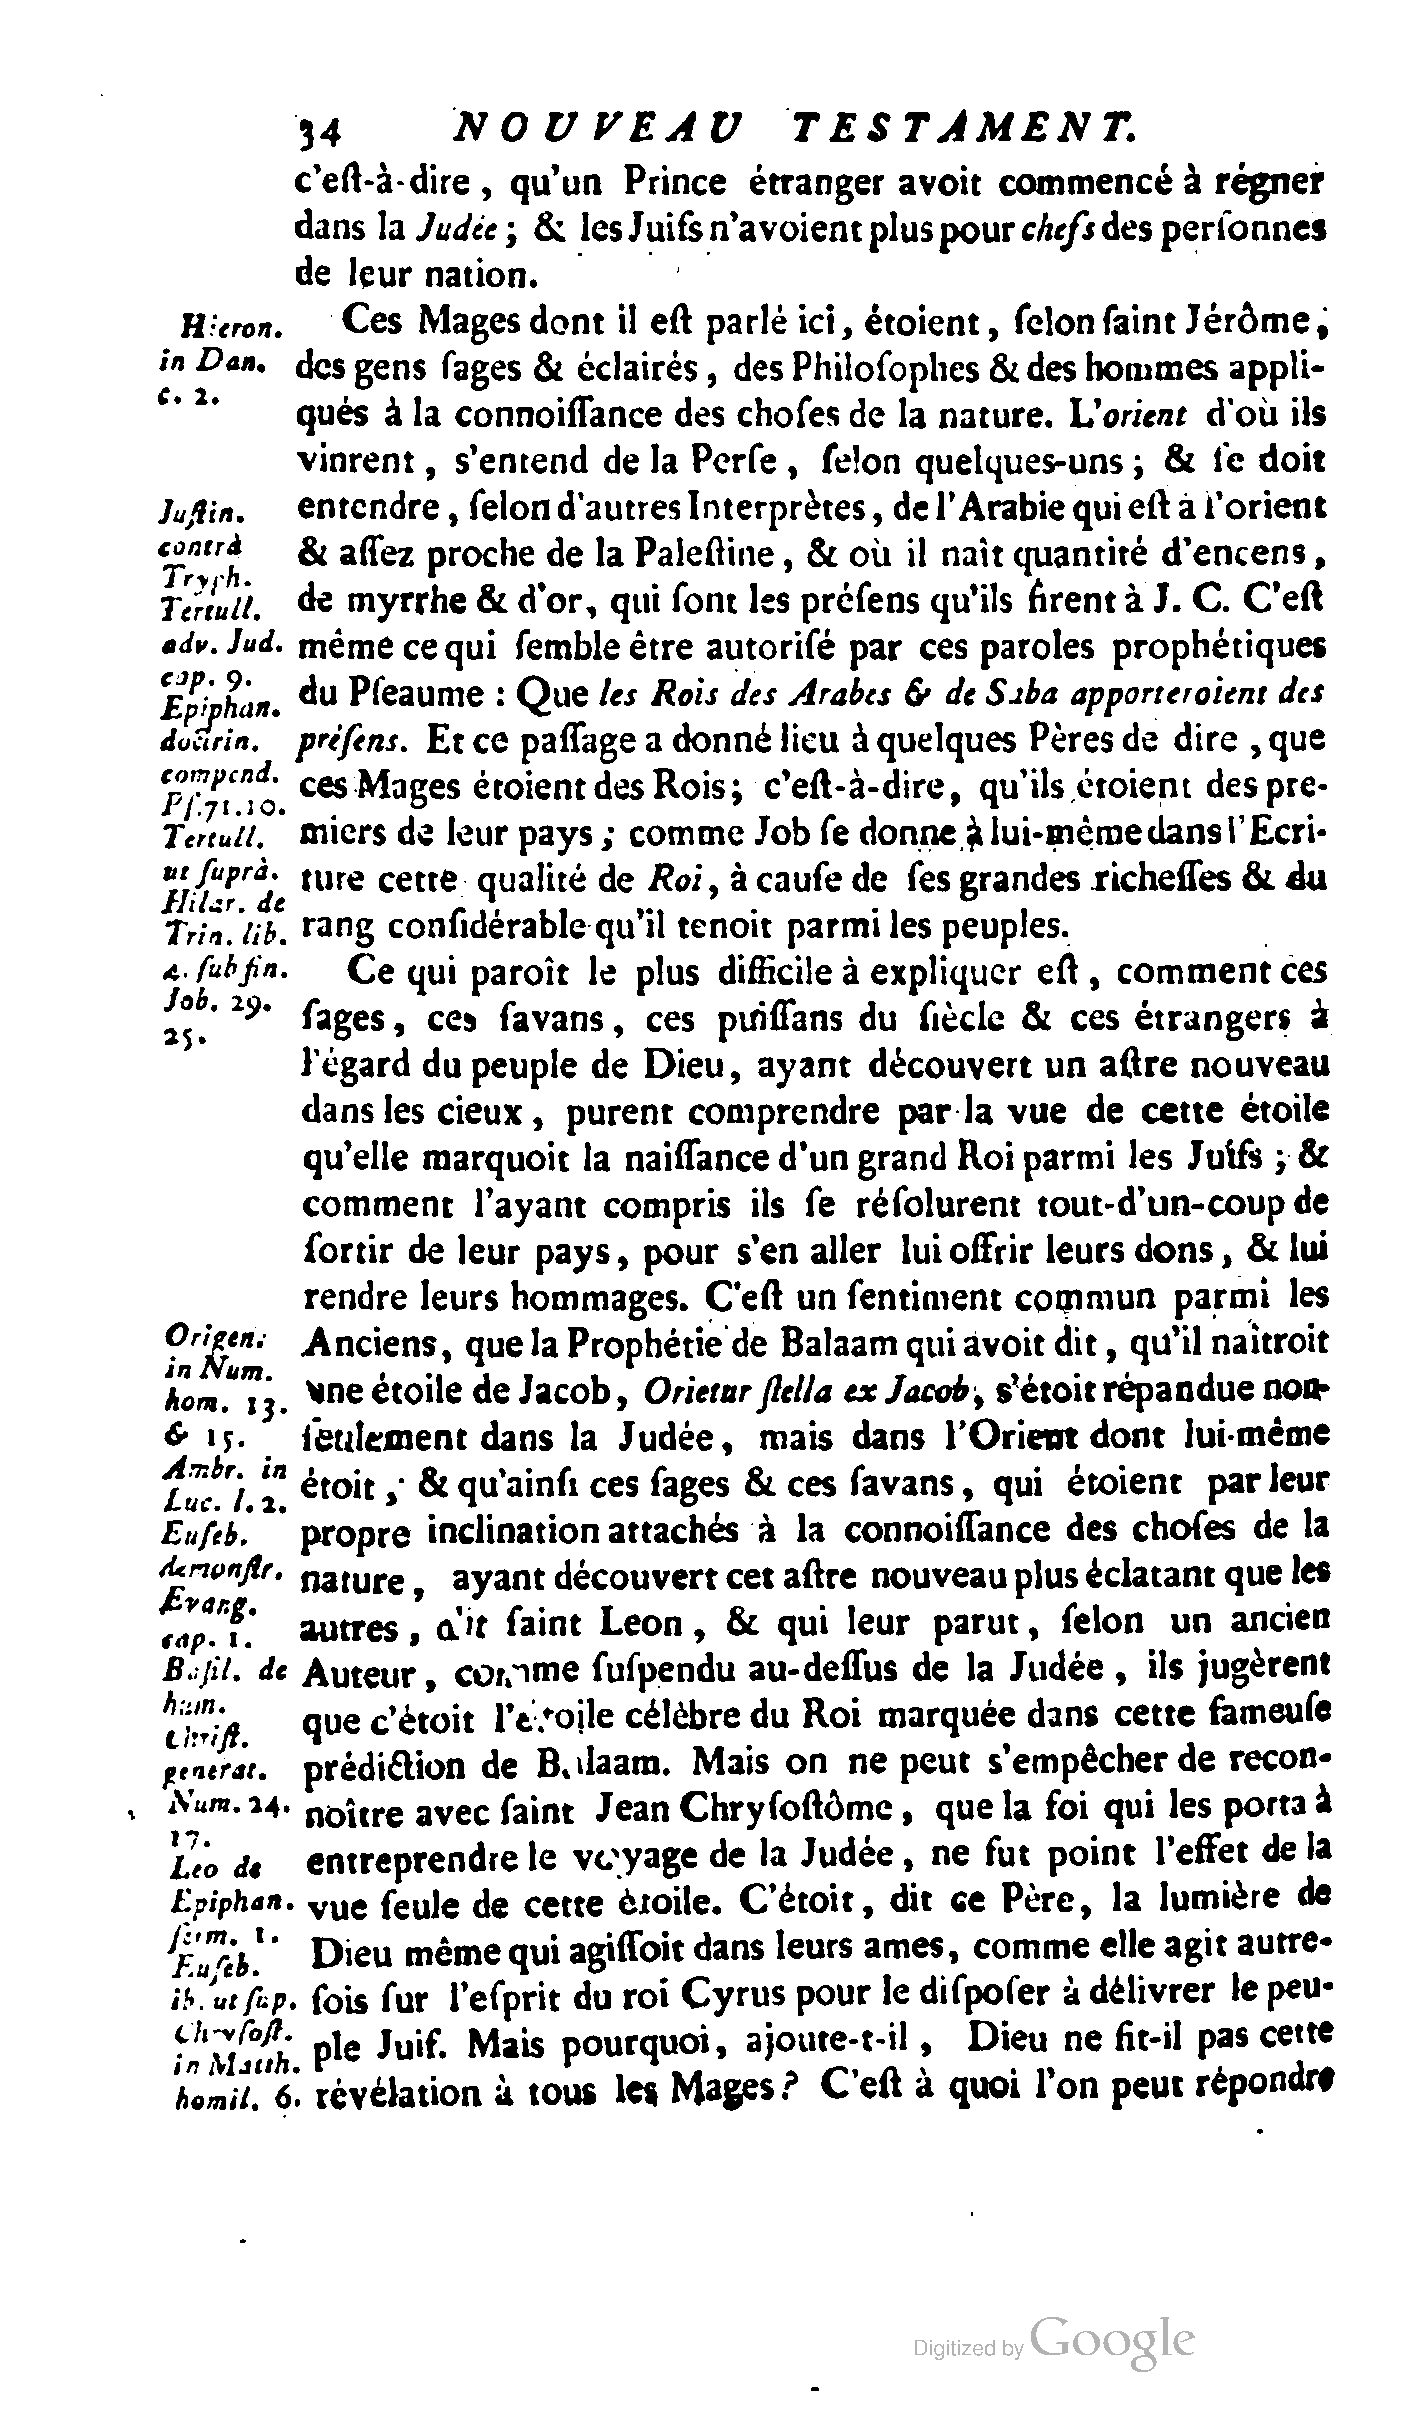 34 NOUVEAU TESTAMENT.
c'eſt-à-dire, qu'un Prince étranger avoit commencé à régner
dans la Judée; & les Juifs n'avoient plus pour chefs des perſonnes
de leur nation.
Hieron.
in Dan.
c. 2.
Ces Mages dont il eſt parlé ici, étoient, ſelon ſaint Jérôme,
des gens ſages & éclairés, des Philoſophes & des hommes appli-
qués à la connoiſſance des choſes de la nature. L'orient d'où ils
vinrent, s'entend de la Perſe, ſelon quelques-uns; & ſe doit
entendre, ſelon d'autres Interprètes, de l'Arabie qui eſt à l'orient
& aſſez proche de la Paleſtine, & où il naît quantité d'encens,
de myrrhe & d'or, qui ſont les préſens qu'ils firent à J. C. C'eſt
même ce qui ſemble être autoriſé par ces paroles prophétiques
du Pſeaume : Que les Rois des Arabes & de Saba apporteroient des
préſens. Et ce paſſage a donné lieu à quelques Pères de dire, que
ces Mages étoient des Rois; c'eſt-à-dire, qu'ils étoient des pre-
miers de leur pays; comme Job ſe donne à lui-même dans l'Ecri-
ture cette qualité de Roi, à cauſe de ſes grandes richeſſes & du
rang conſidérable qu'il tenoit parmi les peuples.
Juſtin.
contrà
Tryph.
Tertull.
adv. Jud.
cap. 9.
Epiphan.
doctrin.
compend.
Pſ.71.10.
Tertull.
ut ſuprà.
Hilar. de
Trin. lib.
4. ſub fin.
Job. 29.
25.
Ce qui paroît le plus difficile à expliquer eſt, comment ces
ſages, ces ſavans, ces puiſſans du ſiècle & ces étrangers à
l'égard du peuple de Dieu, ayant découvert un aſtre nouveau
dans les cieux, purent comprendre par la vue de cette étoile
qu'elle marquoit la naiſſance d'un grand Roi parmi les Juifs; &
comment l'ayant compris ils ſe réſolurent tout-d'un-coup de
ſortir de leur pays, pour s'en aller lui offrir leurs dons, & lui
rendre leurs hommages. C'eſt un ſentiment commun parmi les
Anciens, que la Prophétie de Balaam qui avoit dit, qu'il naîtroit
une étoile de Jacob, Orietur ſtella ex Jacob, s'étoit répandue non-
ſeulement dans la Judée, mais dans l'Orient dont lui-même
étoit; & qu'ainſi ces ſages & ces ſavans, qui étoient par leur
propre inclination attachés à la connoiſſance des choſes de la
nature, ayant découvert cet aſtre nouveau plus éclatant que les
autres, dit ſaint Leon, & qui leur parut, ſelon un ancien
Auteur, comme ſuſpendu au-deſſus de la Judée, ils jugèrent
que c'étoit l'étoile célèbre du Roi marquée dans cette fameuſe
prédiction de Balaam. Mais on ne peut s'empêcher de recon-
noître avec ſaint Jean Chryſoſtôme, que la foi qui les porta à
entreprendre le voyage de la Judée, ne fut point l'effet de la
vue ſeule de cette étoile. C'étoit, dit ce Père, la lumière de
Dieu même qui agiſſoit dans leurs ames, comme elle agit autre-
fois ſur l'eſprit du roi Cyrus pour le diſpoſer à délivrer le peu-
ple Juif. Mais pourquoi, ajoute-t-il, Dieu ne fit-il pas cette
révélation à tous les Mages? C'eſt à quoi l'on peut répondre
Origen.
in Num.
hom. 13.
& 15.
Ambr. in
Luc. l. 2.
Euſeb.
demonſtr.
Evang.
cap. 1.
Baſil. de
hum.
Chriſt.
generat.
Num. 24.
17.
Leo de
Epiphan.
ſerm. 1.
Euſeb.
ib. ut ſup.
Chryſoſt.
in Matth.
homil. 6.
Digitized by Google